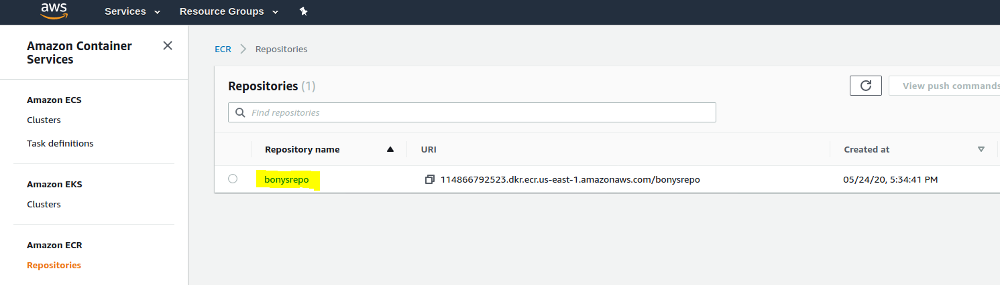 aws Services Resource Groups
Amazon Container
Services
Amazon ECS
Clusters
Task definitions
Amazon EKS
Clusters
Amazon ECR
Repositories
ECR Repositories
Repositories (1)
View push commands
Find repositories
Repository name URI Created at
bonysrepo 114866792523.dkr.ecr.us-east-1.amazonaws.com/bonysrepo 05/24/20, 5:34:41 PM